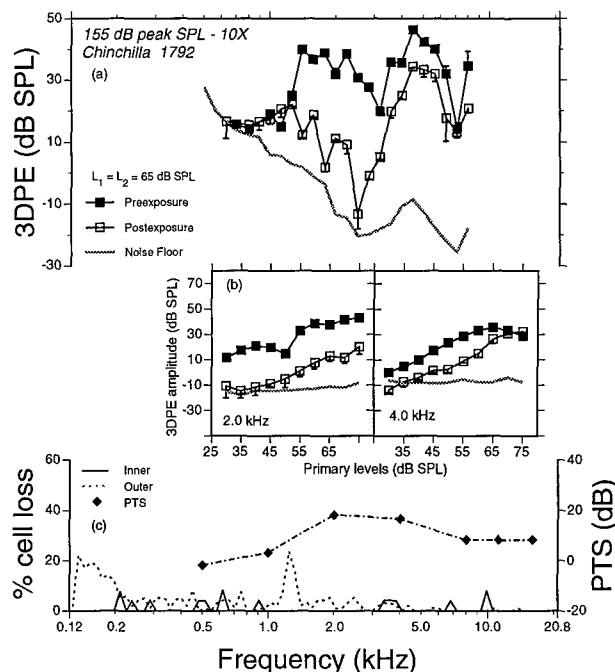 155 dB peak SPL - 10X
Chinchilla 1792
(a)
3DPE (dB SPL)
70
50
30
10
-10
-30
L1 = L2 = 65 dB SPL
Preexposure
Postexposure
Noise Floor
(b)
3DPE amplitude (dB SPL)
70
50
30
10
-10
-30
2.0 kHz
4.0 kHz
25 35 45 55 65 35 45 55 65 75
Primary levels (dB SPL)
Inner
Outer
PTS
(c)
% cell loss
60
40
20
0
PTS (dB)
40
20
0
-20
0.12 0.2 0.5 1.0 2.0 5.0 10.0 20.8
Frequency (kHz)